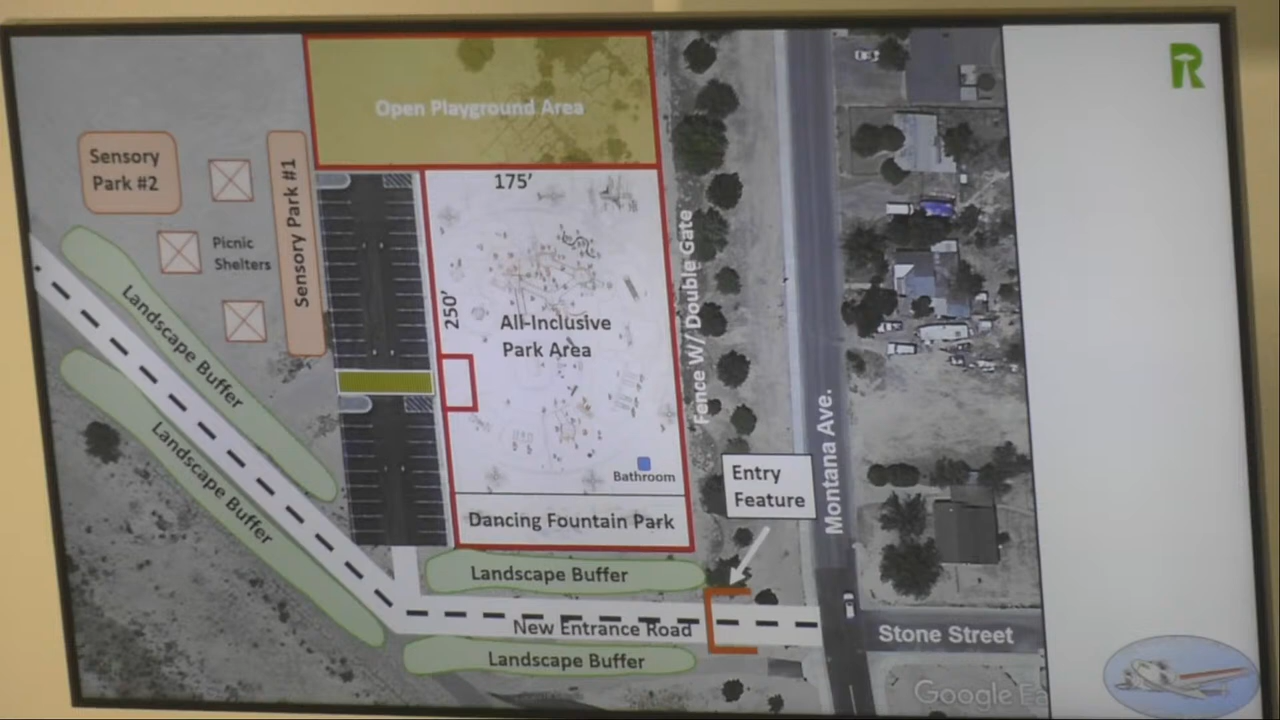 R
Open Playground Area
Sensory
Park #2
Sensory Park #1
175'
Picnic
Shelters
250'
All-Inclusive
Park Area
Fence W/ Double Gate
Landscape Buffer
Landscape Buffer
Bathroom
Entry
Feature
Montana Ave.
Dancing Fountain Park
Landscape Buffer
New Entrance Road
Stone Street
Landscape Buffer
Google Ea